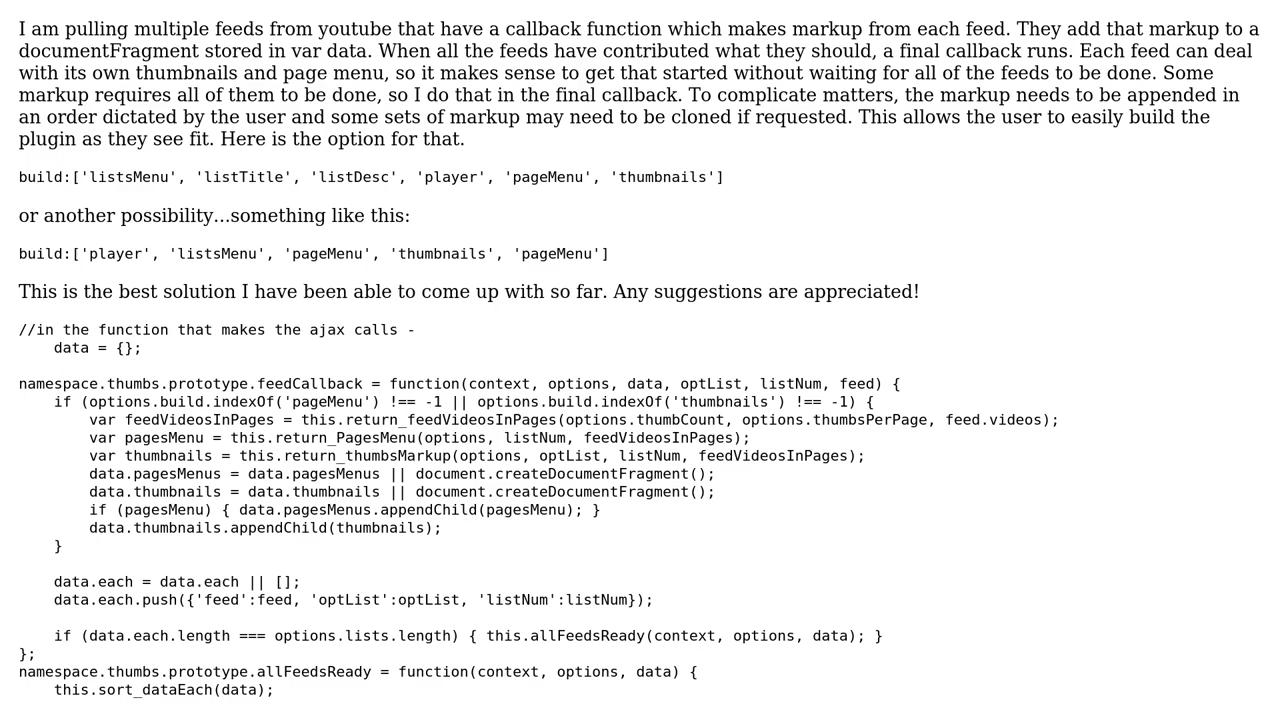 I am pulling multiple feeds from youtube that have a callback function which makes markup from each feed. They add that markup to a
documentFragment stored in var data. When all the feeds have contributed what they should, a final callback runs. Each feed can deal
with its own thumbnails and page menu, so it makes sense to get that started without waiting for all of the feeds to be done. Some
markup requires all of them to be done, so I do that in the final callback. To complicate matters, the markup needs to be appended in
an order dictated by the user and some sets of markup may need to be cloned if requested. This allows the user to easily build the
plugin as they see fit. Here is the option for that.
build:['listsMenu', 'listTitle', 'listDesc', 'player', 'pageMenu', 'thumbnails']
or another possibility...something like this:
build:['player', 'listsMenu', 'pageMenu', 'thumbnails', 'pageMenu']
This is the best solution I have been able to come up with so far. Any suggestions are appreciated!
//in the function that makes the ajax calls -
    data = {};
namespace.thumbs.prototype.feedCallback = function(context, options, data, optList, listNum, feed) {
    if (options.build.indexOf('pageMenu') !== -1 || options.build.indexOf('thumbnails') !== -1) {
        var feedVideosInPages = this.return_feedVideosInPages(options.thumbCount, options.thumbsPerPage, feed.videos);
        var pagesMenu = this.return_PagesMenu(options, listNum, feedVideosInPages);
        var thumbnails = this.return_thumbsMarkup(options, optList, listNum, feedVideosInPages);
        data.pagesMenus = data.pagesMenus || document.createDocumentFragment();
        data.thumbnails = data.thumbnails || document.createDocumentFragment();
        if (pagesMenu) { data.pagesMenus.appendChild(pagesMenu); }
        data.thumbnails.appendChild(thumbnails);
    }
    data.each = data.each || [];
    data.each.push({'feed':feed, 'optList':optList, 'listNum':listNum});
    if (data.each.length === options.lists.length) { this.allFeedsReady(context, options, data); }
};
namespace.thumbs.prototype.allFeedsReady = function(context, options, data) {
    this.sort_dataEach(data);